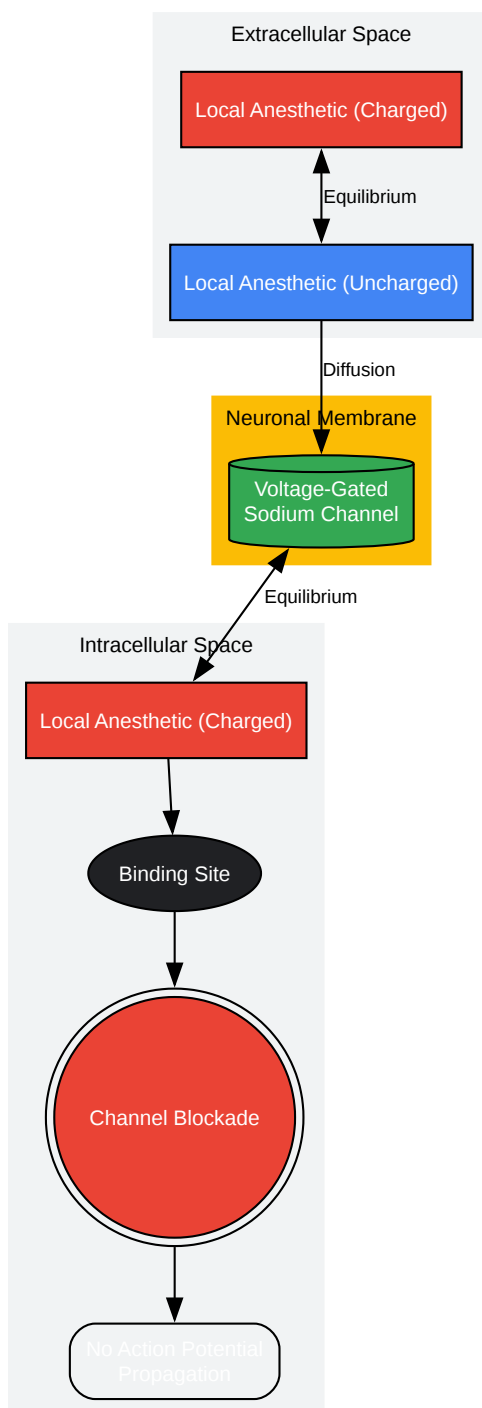 Extracellular Space
Local Anesthetic (Charged)
Equilibrium
Local Anesthetic (Uncharged)
Diffusion
Neuronal Membrane
Voltage-Gated
Sodium Channel
Equilibrium
Intracellular Space
Local Anesthetic (Charged)
Binding Site
Channel Blockade
No Action Potential
Propagation